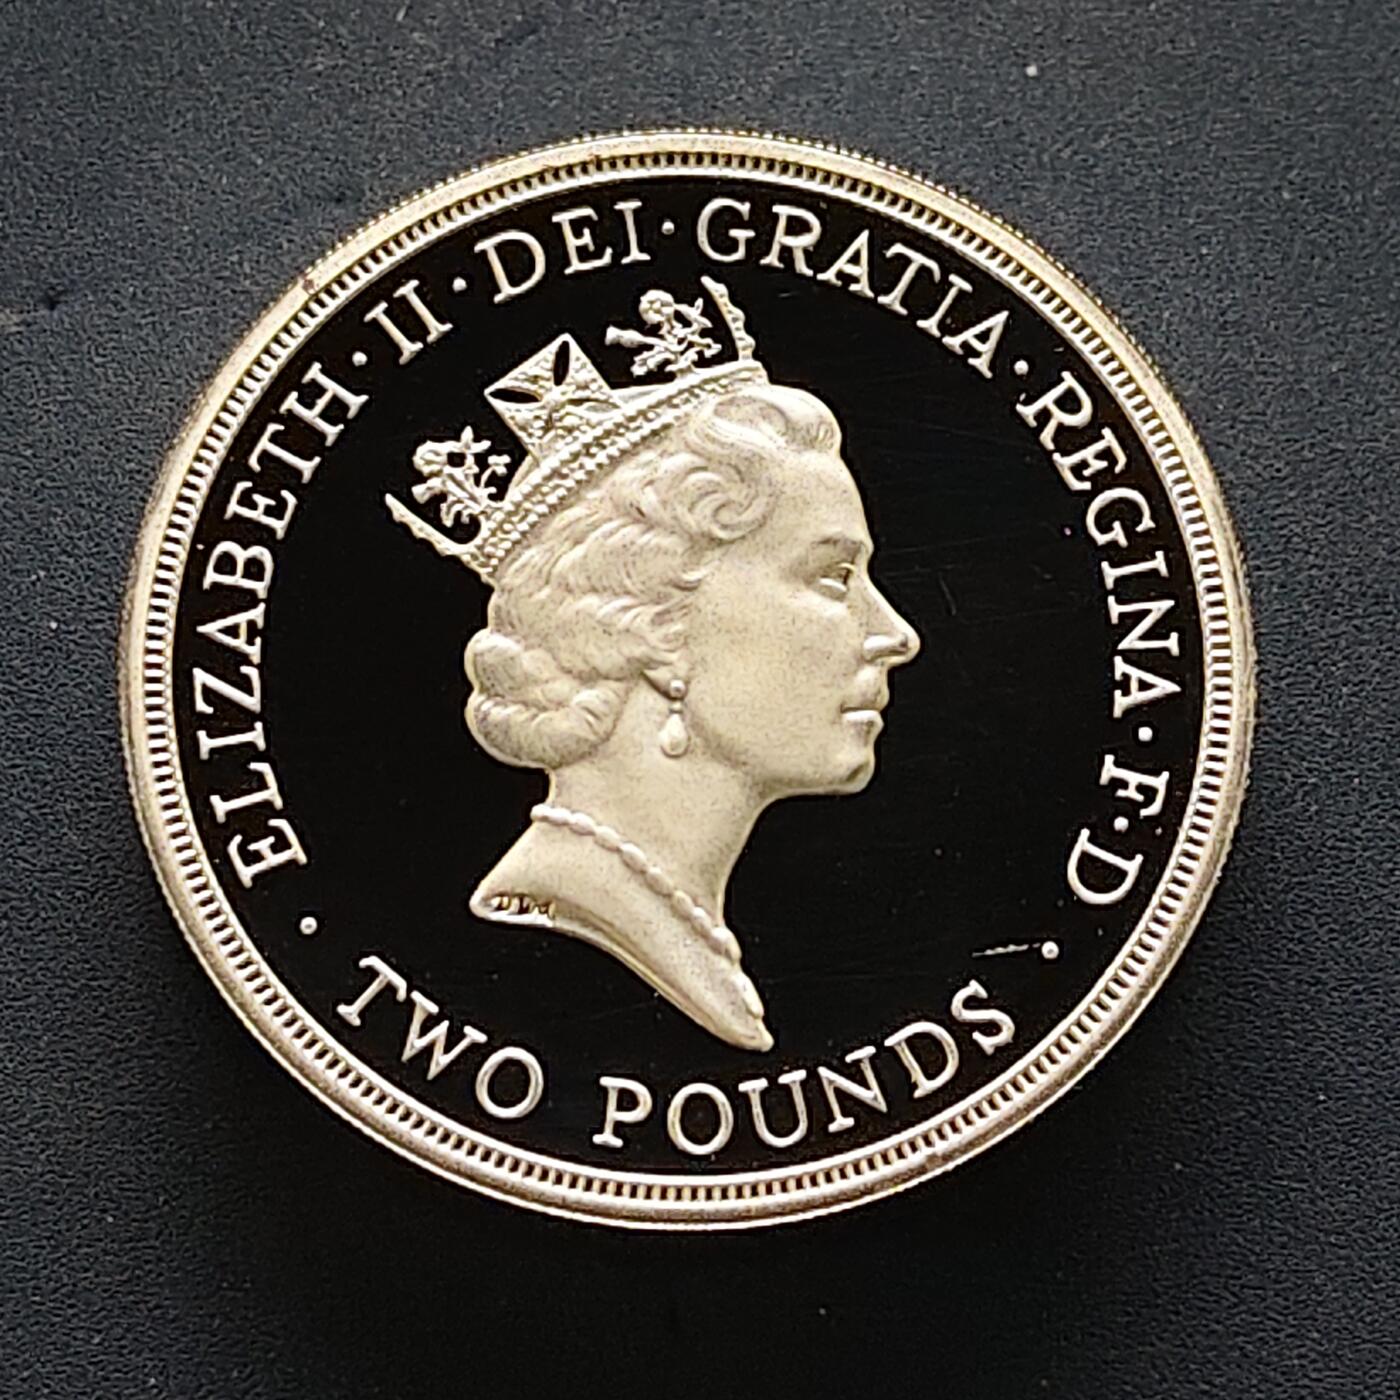 ELIZABETH · II · DEI · GRATIA · REGINA · F · D ·
TWO POUNDS ·